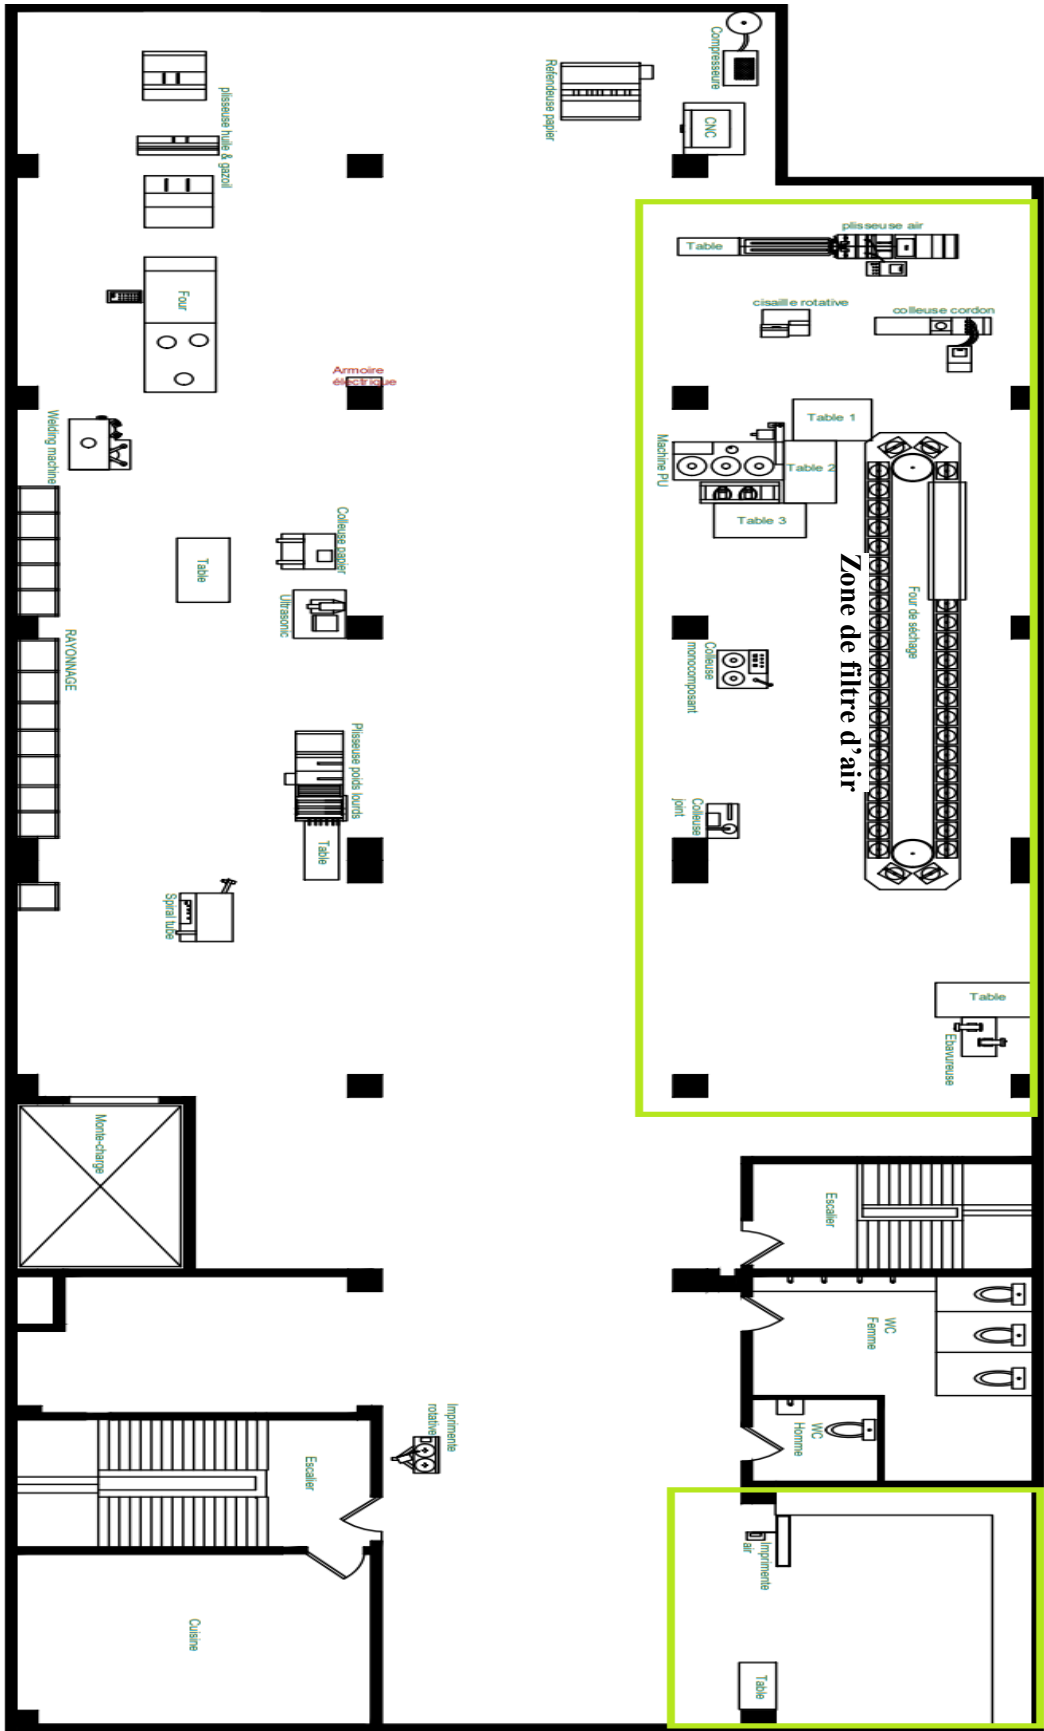 Compresseure
Refendeuse papier
CNC
plisseuse huile & gazoil
plisseuse air
Table
cisaille rotative
colleuse cordon
Four
Armoire
électrique
Welding machine
Table 1
Machine PU
Table 2
Table 3
Colleuse papier
Table
Ultrasonic
Zone de filtre d'air
Four de séchage
RAYONNAGE
Colleuse
monocomposant
Plisseuse poids lourds
Table
Colleuse
joint
Spiral tube
Table
Ebavureuse
Monte-charge
Escalier
WC
Femme
WC
Homme
Imprimente
rotative
Escalier
Imprimente
air
Cuisine
Table